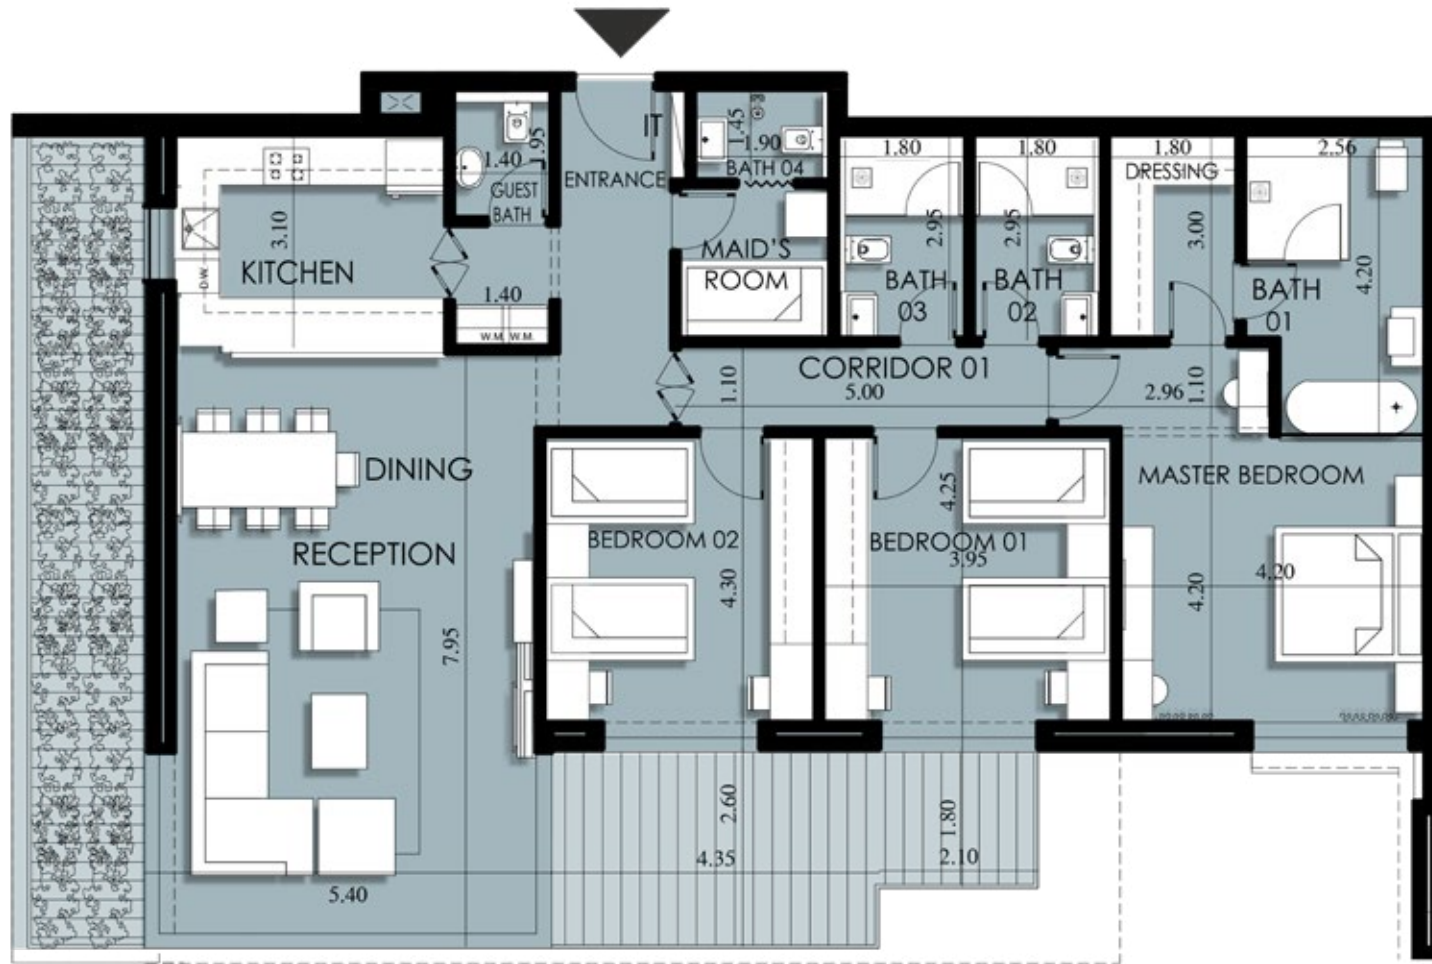 IT
1.95
1.40
GUEST
BATH
ENTRANCE
1.45
1.90
BATH 04
1.80
1.80
1.80
DRESSING
2.56
3.10
KITCHEN
D.W.
1.40
W.M. W.M.
MAID'S
ROOM
2.95
BATH
03
2.95
BATH
02
3.00
4.20
BATH
01
CORRIDOR 01
1.10
5.00
2.96
1.10
DINING
RECEPTION
7.95
5.40
BEDROOM 02
4.30
BEDROOM 01
4.25
3.95
MASTER BEDROOM
4.20
4.20
2.60
4.35
1.80
2.10